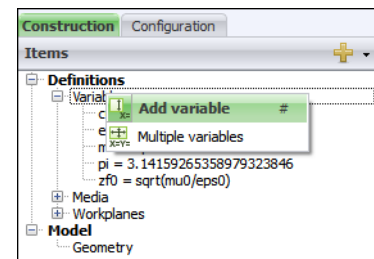 Construction Configuration
Items
Definitions
Variabl
c
Add variable #
e
Multiple variables
m
pi = 3.14159265358979323846
zf0 = sqrt(mu0/eps0)
Media
Workplanes
Model
Geometry